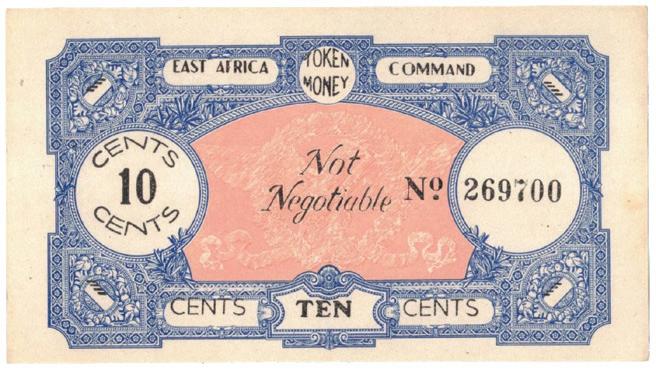 EAST AFRICA TOKEN MONEY COMMAND
CENTS 10 CENTS
Not Negotiable
No 269700
CENTS TEN CENTS